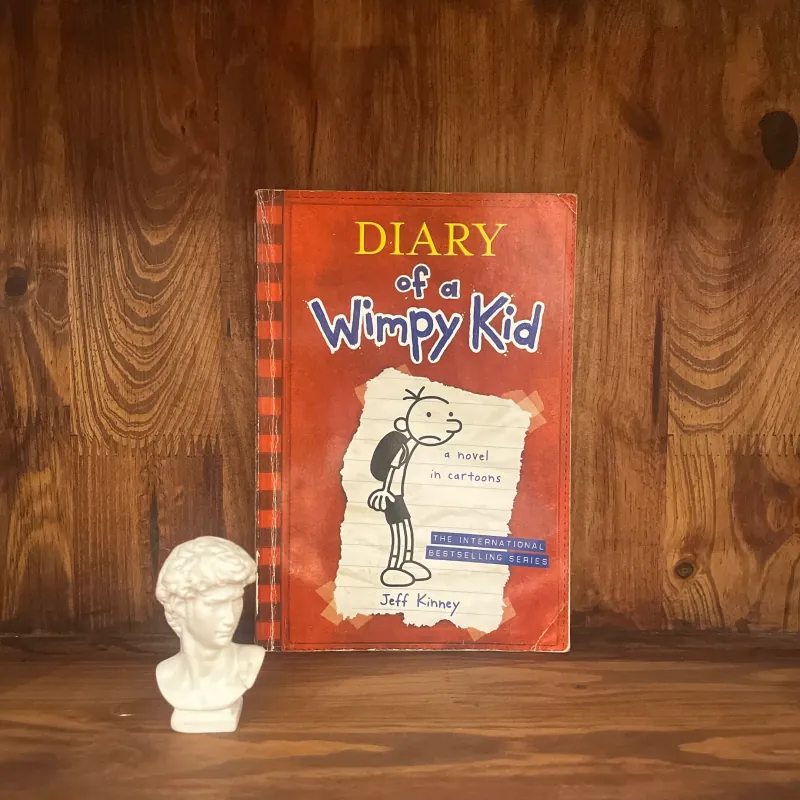 DIARY
of a
Wimpy Kid
a novel
in cartoons
THE INTERNATIONAL
BESTSELLING SERIES
Jeff Kinney